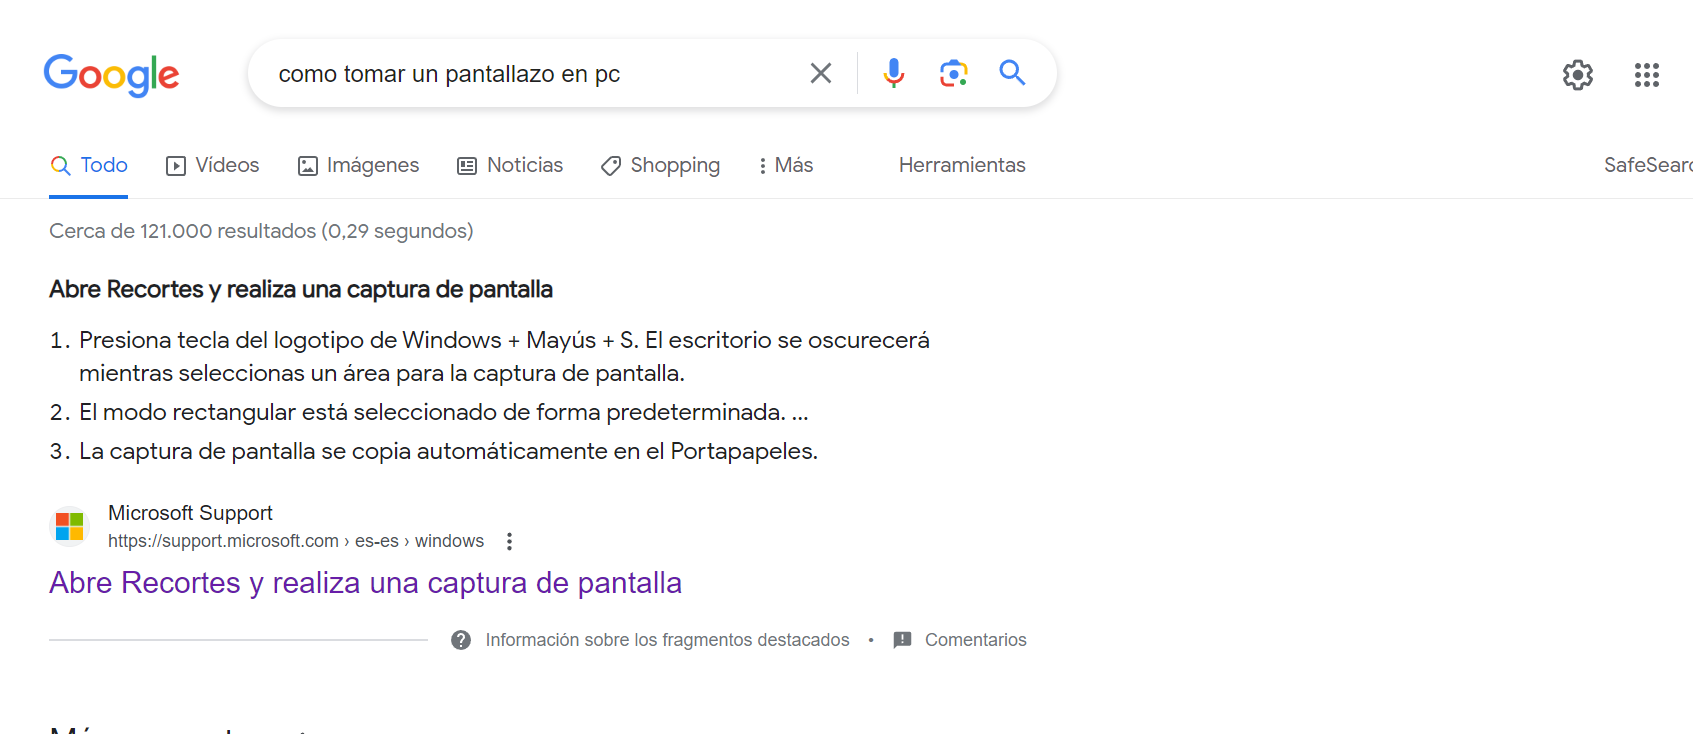 Google
como tomar un pantallazo en pc
Todo
Vídeos
Imágenes
Noticias
Shopping
Más
Herramientas
Cerca de 121.000 resultados (0,29 segundos)
Abre Recortes y realiza una captura de pantalla
1. Presiona tecla del logotipo de Windows + Mayús + S. El escritorio se oscurecerá
mientras seleccionas un área para la captura de pantalla.
2. El modo rectangular está seleccionado de forma predeterminada. ...
3. La captura de pantalla se copia automáticamente en el Portapapeles.
Microsoft Support
https://support.microsoft.com › es-es › windows
Abre Recortes y realiza una captura de pantalla
Información sobre los fragmentos destacados • Comentarios